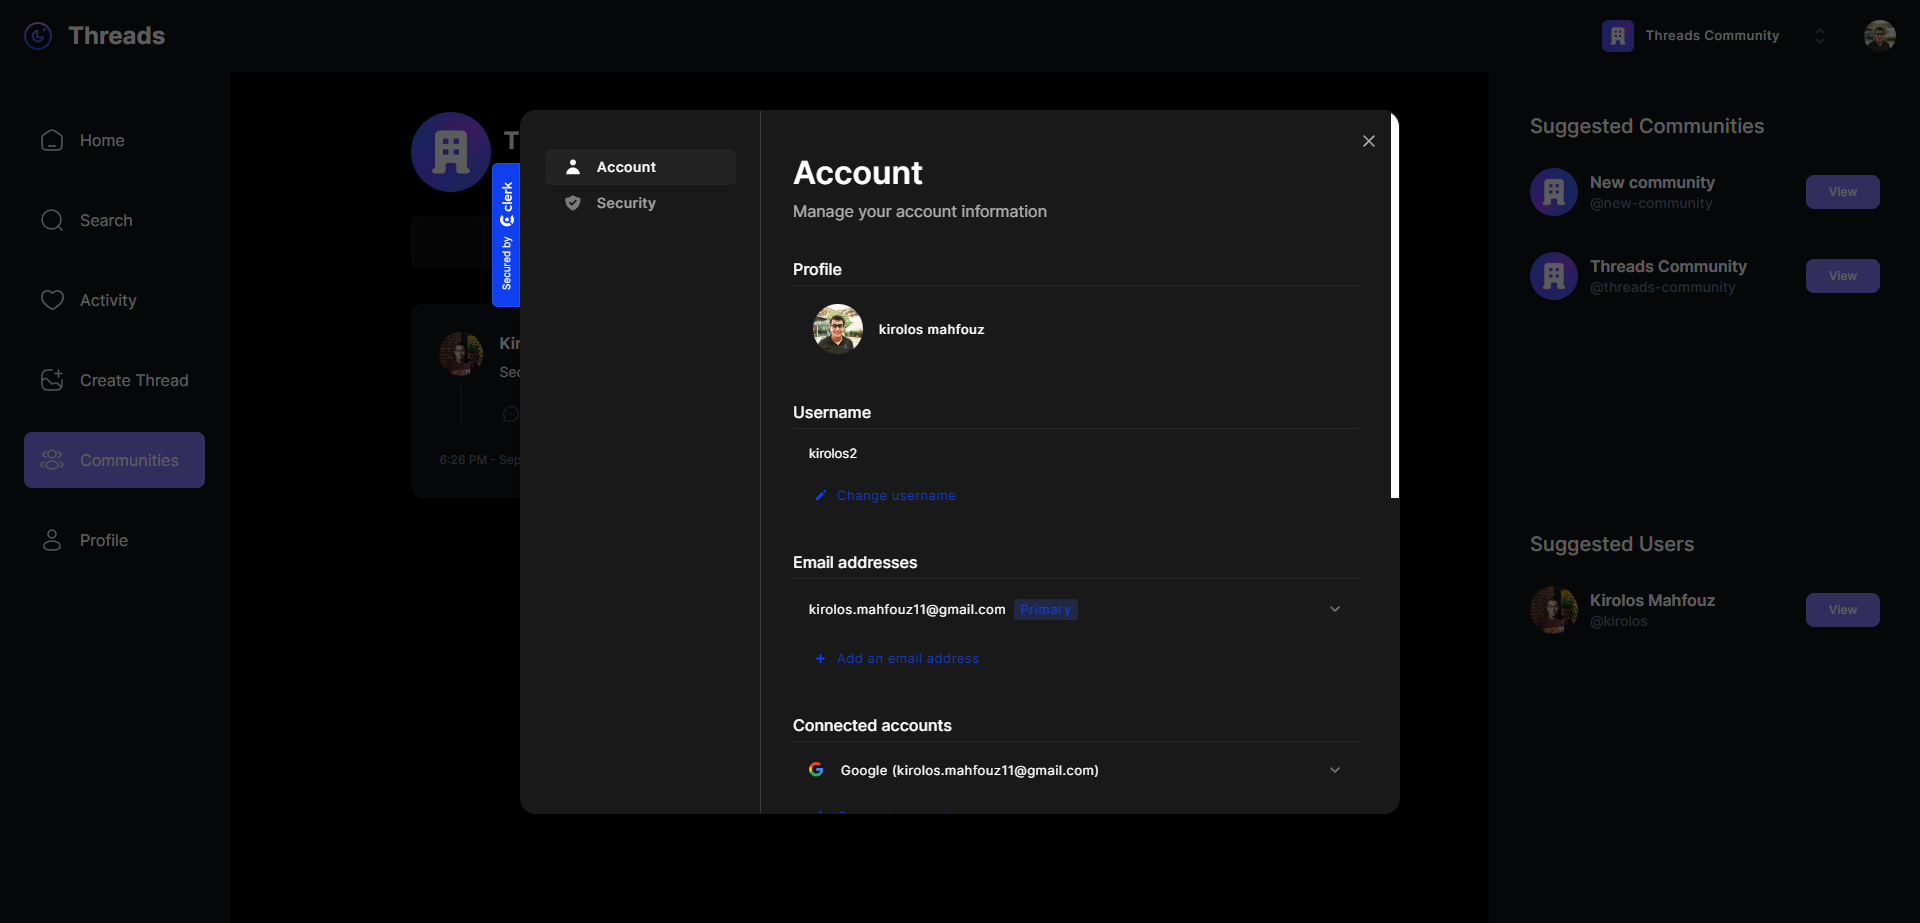 Threads
Threads Community
Home
Search
Activity
Create Thread
Communities
Profile
T
Kir
Sec
6:26 PM - Sep
Secured by clerk
Account
Security
Account
Manage your account information
Profile
kirolos mahfouz
Username
kirolos2
Change username
Email addresses
kirolos.mahfouz11@gmail.com Primary
Add an email address
Connected accounts
Google (kirolos.mahfouz11@gmail.com)
Suggested Communities
New community
@new-community
View
Threads Community
@threads-community
View
Suggested Users
Kirolos Mahfouz
@kirolos
View